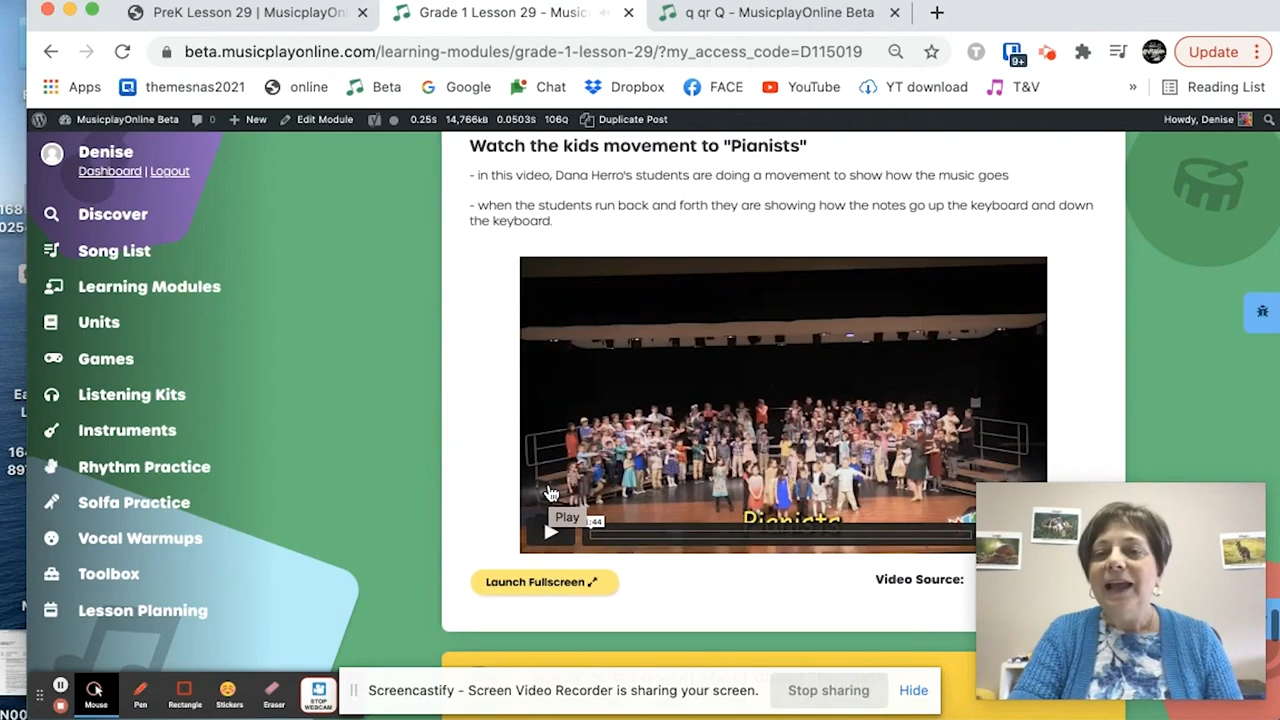 PreK Lesson 29 | MusicplayOnl
Grade 1 Lesson 29 - Music
q qr Q - MusicplayOnline Beta
beta.musicplayonline.com/learning-modules/grade-1-lesson-29/?my_access_code=D115019
T
9+
Update
Apps
themesnas2021
online
Beta
Google
Chat
Dropbox
FACE
YouTube
YT download
T&V
»
Reading List
MusicplayOnline Beta
0
New
Edit Module
0.25s 14,766kB 0.0503s 106Q
Duplicate Post
Howdy, Denise
Denise
Dashboard | Logout
Discover
Song List
Learning Modules
Units
Games
Listening Kits
Instruments
Rhythm Practice
Solfa Practice
Vocal Warmups
Toolbox
Lesson Planning
Watch the kids movement to "Pianists"
- in this video, Dana Herro's students are doing a movement to show how the music goes
- when the students run back and forth they are showing how the notes go up the keyboard and down
the keyboard.
Play
1:44
Pianists
Launch Fullscreen
Video Source:
Mouse
Pen
Rectangle
Stickers
Eraser
STOP WEBCAM
Screencastify - Screen Video Recorder is sharing your screen.
Stop sharing
Hide